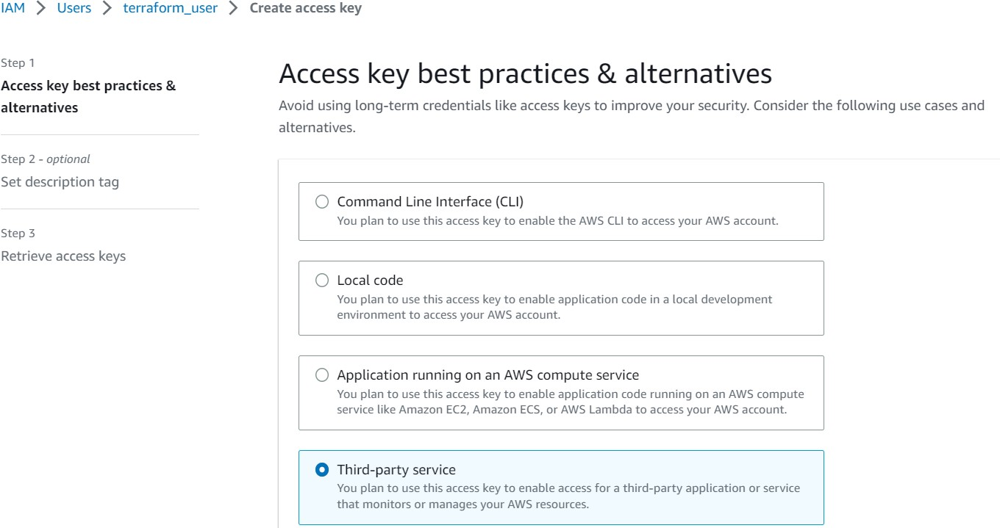 IAM > Users > terraform_user > Create access key
Step 1
Access key best practices &
alternatives
Step 2 - optional
Set description tag
Step 3
Retrieve access keys
Access key best practices & alternatives
Avoid using long-term credentials like access keys to improve your security. Consider the following use cases and
alternatives.
Command Line Interface (CLI)
You plan to use this access key to enable the AWS CLI to access your AWS account.
Local code
You plan to use this access key to enable application code in a local development
environment to access your AWS account.
Application running on an AWS compute service
You plan to use this access key to enable application code running on an AWS compute
service like Amazon EC2, Amazon ECS, or AWS Lambda to access your AWS account.
Third-party service
You plan to use this access key to enable access for a third-party application or service
that monitors or manages your AWS resources.